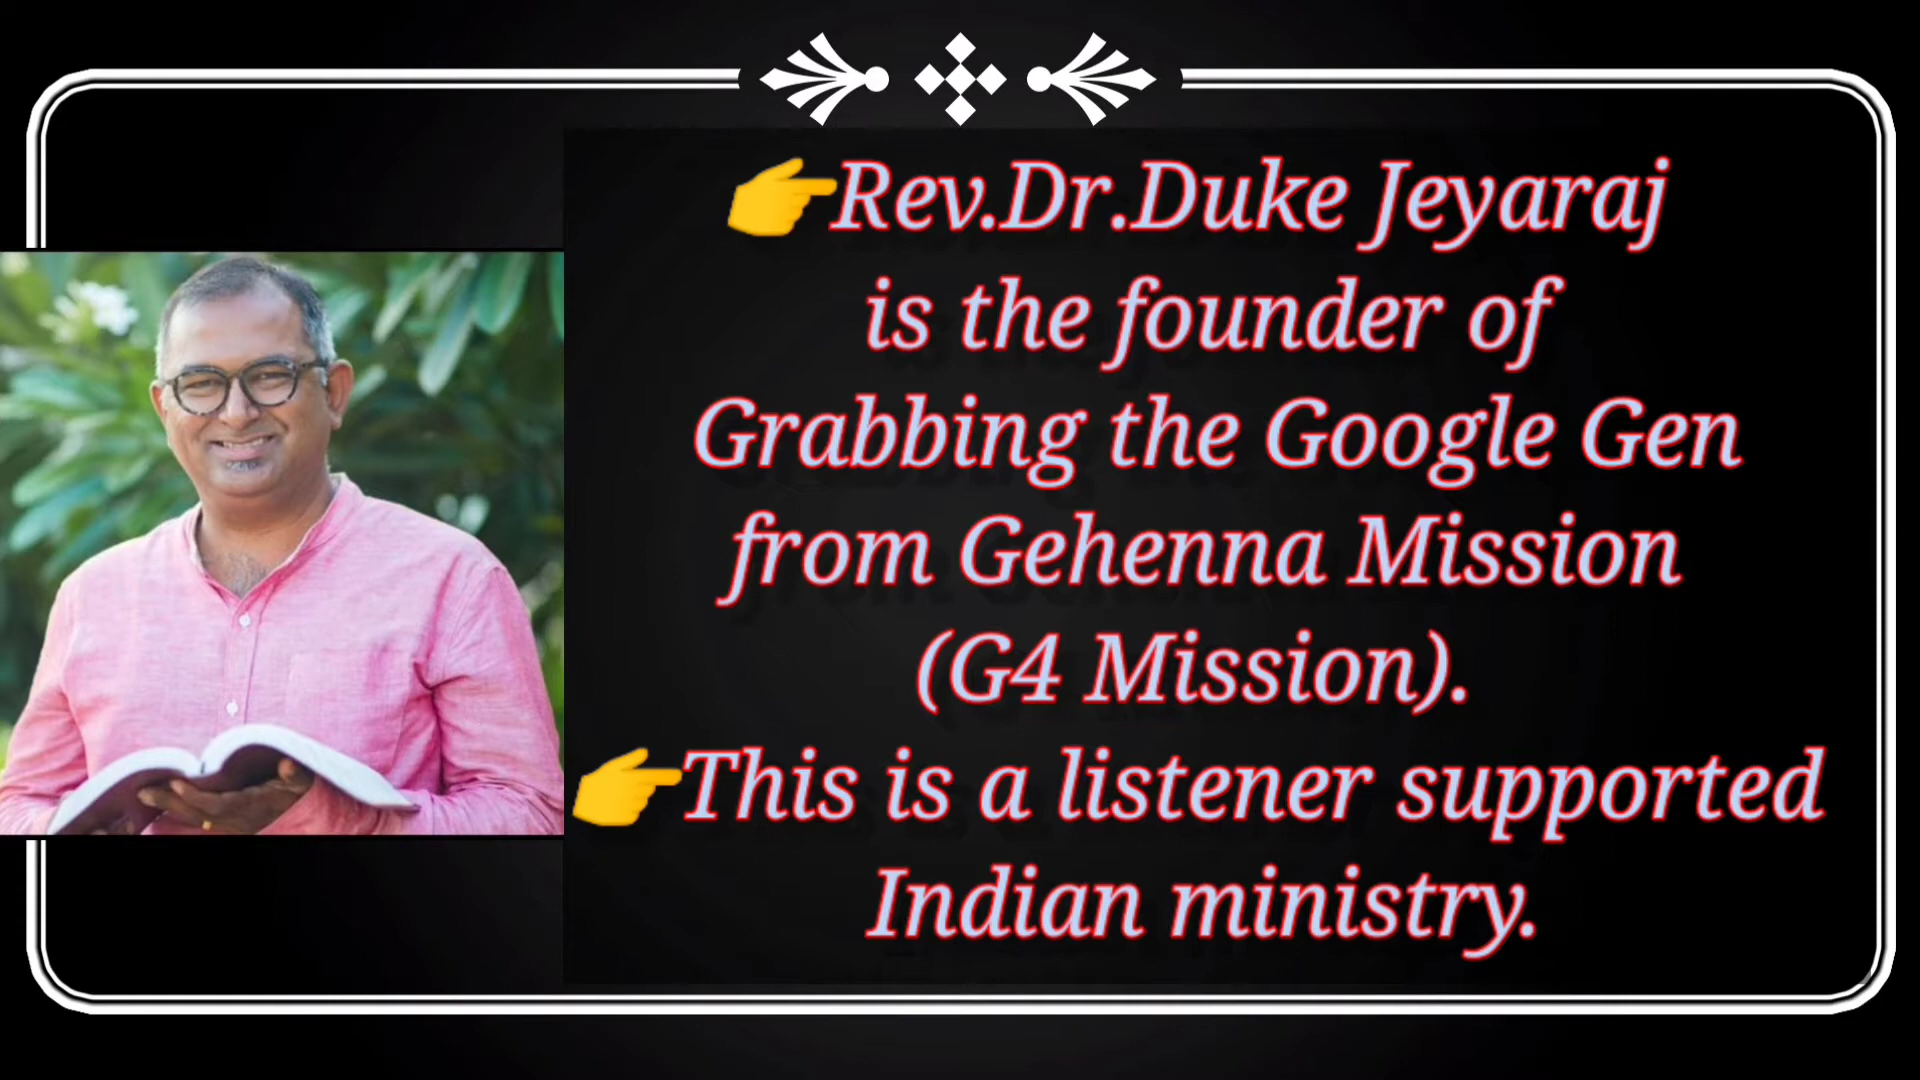 👉Rev.Dr.Duke Jeyaraj
is the founder of
Grabbing the Google Gen
from Gehenna Mission
(G4 Mission).
👉This is a listener supported
Indian ministry.